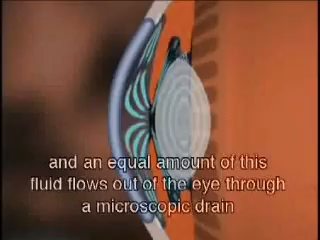 and an equal amount of this
fluid flows out of the eye through
a microscopic drain